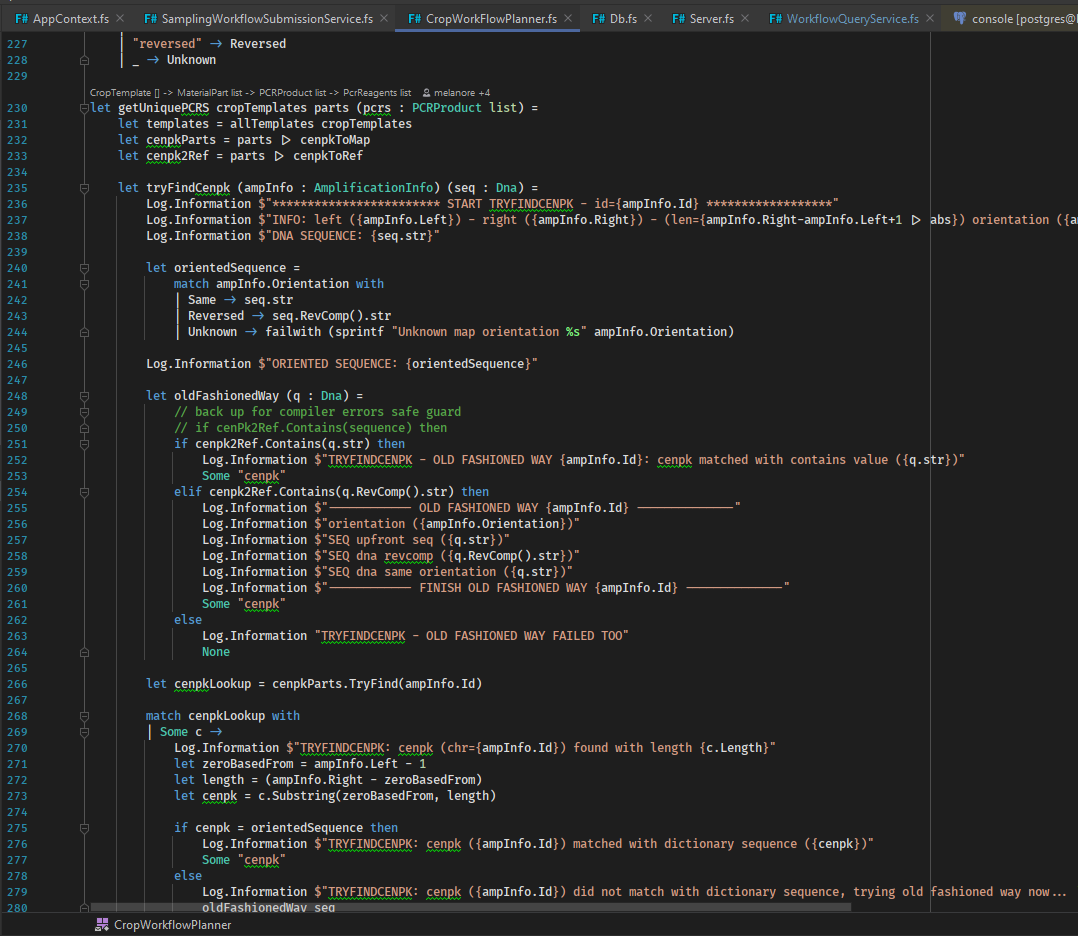 F# AppContext.fs × F# SamplingWorkflowSubmissionService.fs × F# CropWorkFlowPlanner.fs × F# Db.fs × F# Server.fs × F# WorkflowQueryService.fs × console [postgres@
227 | "reversed" → Reversed
228 | _ → Unknown
229
CropTemplate [] -> MaterialPart list -> PCRProduct list -> PcrReagents list melanore +4
230 let getUniquePCRS cropTemplates parts (pcrs : PCRProduct list) =
231 let templates = allTemplates cropTemplates
232 let cenpkParts = parts ▷ cenpkToMap
233 let cenpk2Ref = parts ▷ cenpkToRef
234
235 let tryFindCenpk (ampInfo : AmplificationInfo) (seq : Dna) =
236 Log.Information $"************************ START TRYFINDCENPK - id={ampInfo.Id} ******************"
237 Log.Information $"INFO: left ({ampInfo.Left}) - right ({ampInfo.Right}) - (len={ampInfo.Right-ampInfo.Left+1 ▷ abs}) orientation ({a
238 Log.Information $"DNA SEQUENCE: {seq.str}"
239
240 let orientedSequence =
241 match ampInfo.Orientation with
242 | Same → seq.str
243 | Reversed → seq.RevComp().str
244 | Unknown → failwith (sprintf "Unknown map orientation %s" ampInfo.Orientation)
245
246 Log.Information $"ORIENTED SEQUENCE: {orientedSequence}"
247
248 let oldFashionedWay (q : Dna) =
249 // back up for compiler errors safe guard
250 // if cenPk2Ref.Contains(sequence) then
251 if cenpk2Ref.Contains(q.str) then
252 Log.Information $"TRYFINDCENPK - OLD FASHIONED WAY {ampInfo.Id}: cenpk matched with contains value ({q.str})"
253 Some "cenpk"
254 elif cenpk2Ref.Contains(q.RevComp().str) then
255 Log.Information $"------------ OLD FASHIONED WAY {ampInfo.Id} --------------"
256 Log.Information $"orientation ({ampInfo.Orientation})"
257 Log.Information $"SEQ upfront seq ({q.str})"
258 Log.Information $"SEQ dna revcomp ({q.RevComp().str})"
259 Log.Information $"SEQ dna same orientation ({q.str})"
260 Log.Information $"------------ FINISH OLD FASHIONED WAY {ampInfo.Id} --------------"
261 Some "cenpk"
262 else
263 Log.Information "TRYFINDCENPK - OLD FASHIONED WAY FAILED TOO"
264 None
265
266 let cenpkLookup = cenpkParts.TryFind(ampInfo.Id)
267
268 match cenpkLookup with
269 | Some c →
270 Log.Information $"TRYFINDCENPK: cenpk (chr={ampInfo.Id}) found with length {c.Length}"
271 let zeroBasedFrom = ampInfo.Left - 1
272 let length = (ampInfo.Right - zeroBasedFrom)
273 let cenpk = c.Substring(zeroBasedFrom, length)
274
275 if cenpk = orientedSequence then
276 Log.Information $"TRYFINDCENPK: cenpk ({ampInfo.Id}) matched with dictionary sequence ({cenpk})"
277 Some "cenpk"
278 else
279 Log.Information $"TRYFINDCENPK: cenpk ({ampInfo.Id}) did not match with dictionary sequence, trying old fashioned way now...
280 oldFashionedWay seq
CropWorkflowPlanner